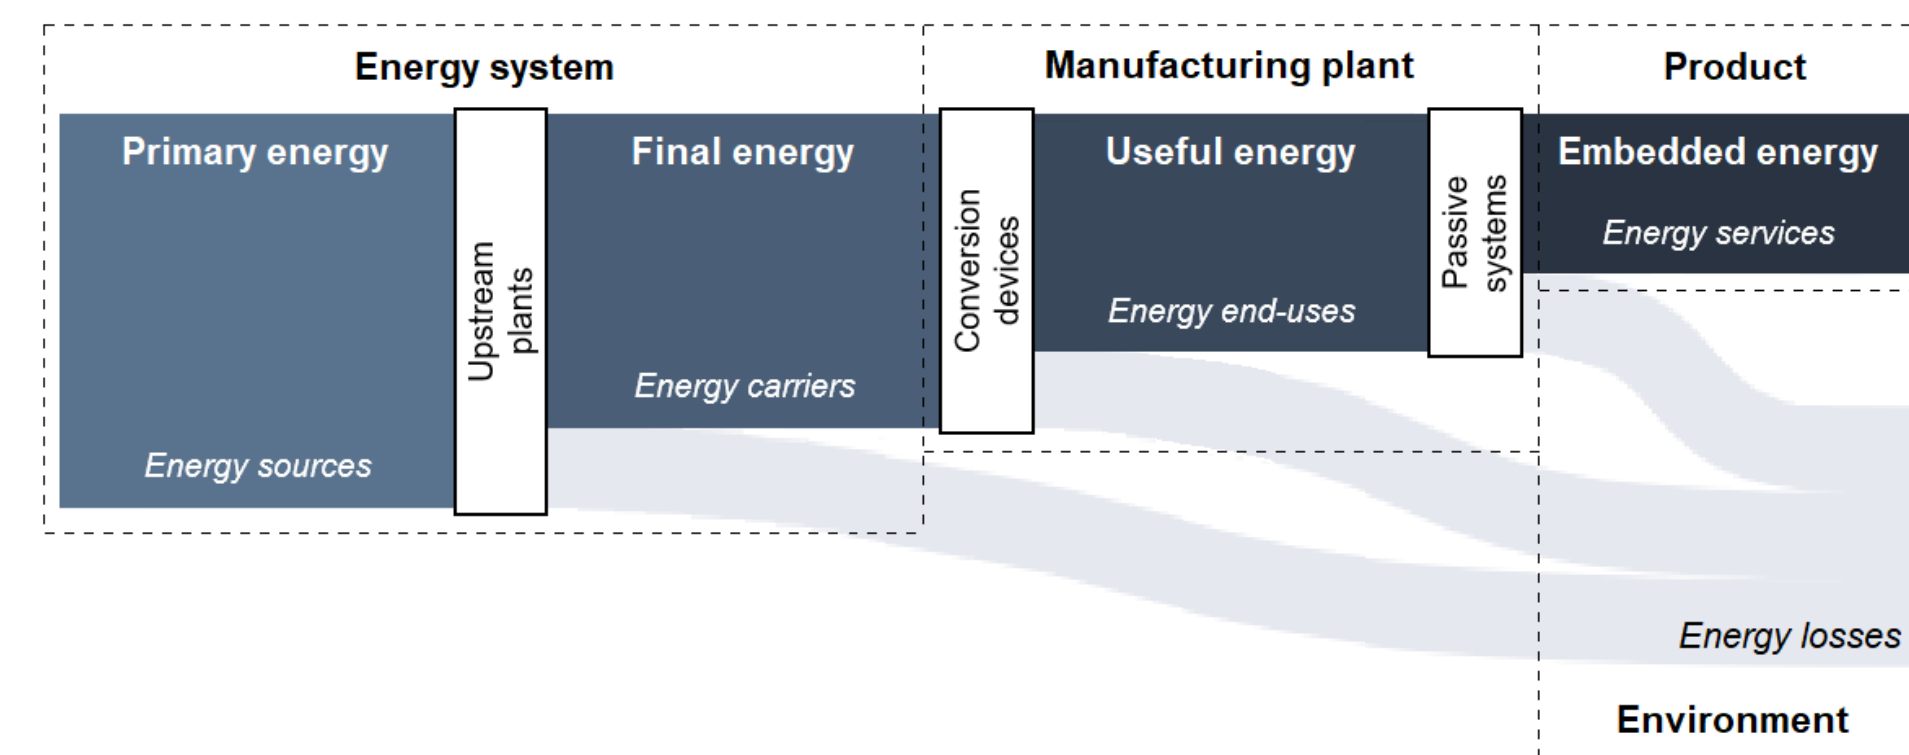 Energy system
Manufacturing plant
Product
Primary energy
Final energy
Useful energy
Embedded energy
Energy services
Upstream
plants
Conversion
devices
Passive
systems
Energy end-uses
Energy carriers
Energy sources
Energy losses
Environment